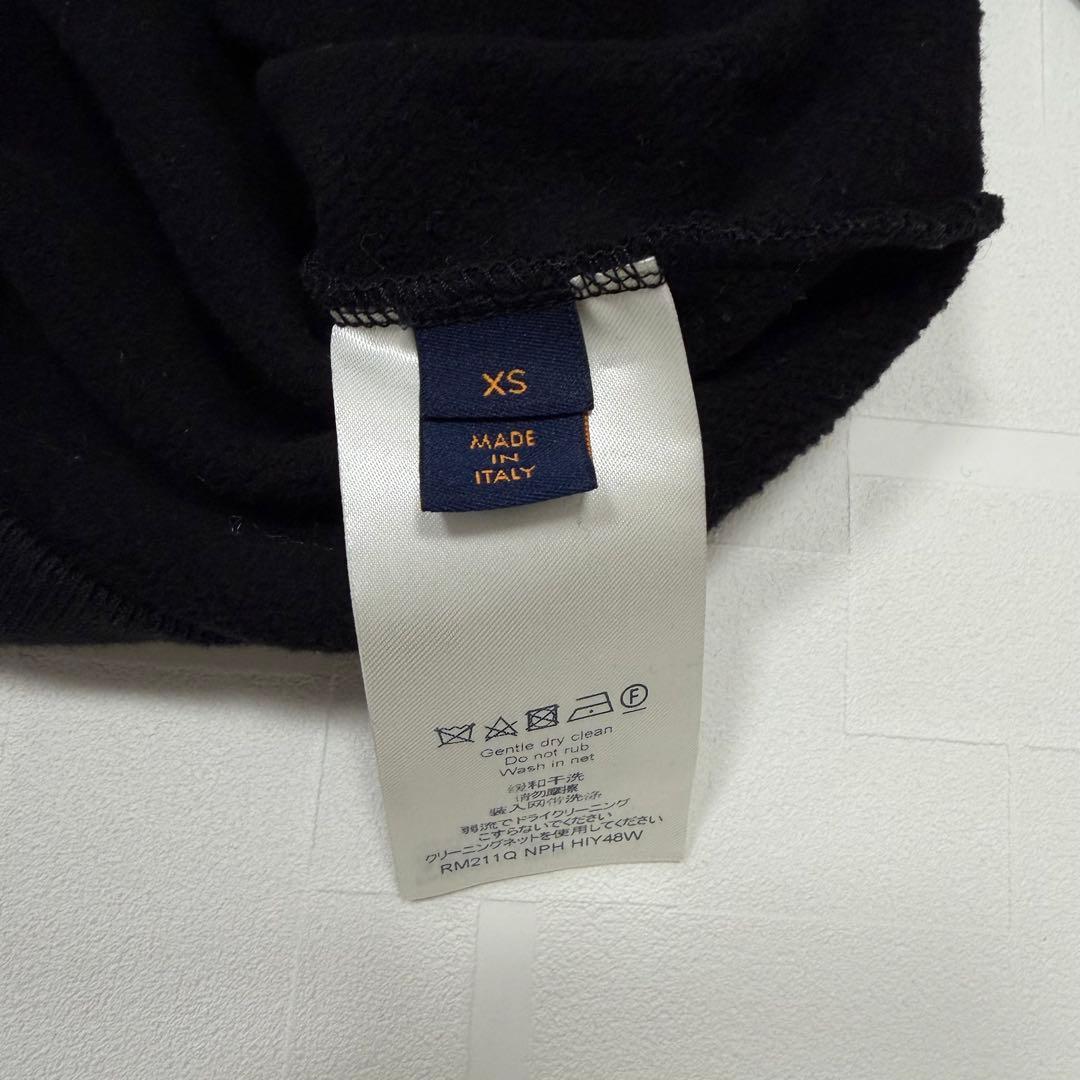 XS
MADE
IN
ITALY
F
Gentle dry clean
Do not rub
Wash in net
缓和干洗
请勿摩擦
装入网袋洗涤
弱流でドライクリーニング
こすらないでください
クリーニングネットを使用してください
RM211Q NPH HIY48W